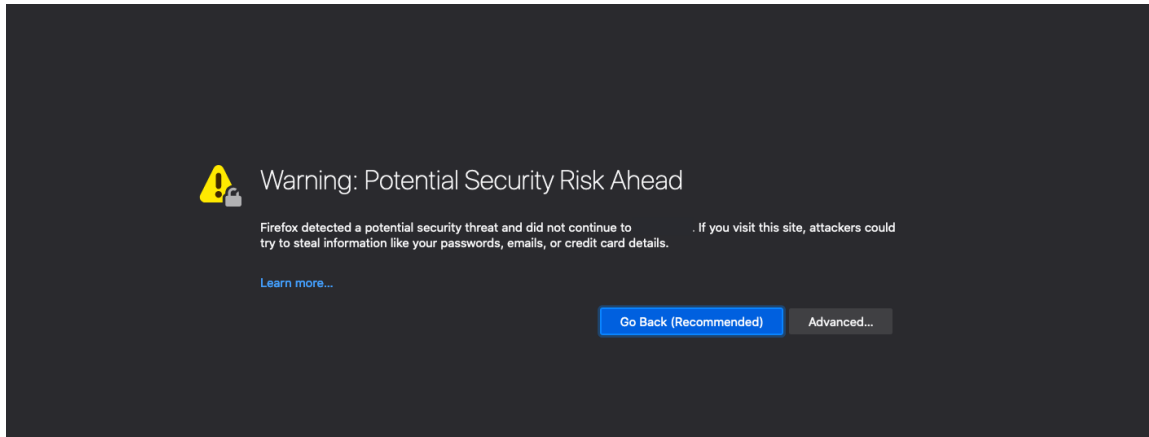 Warning: Potential Security Risk Ahead
Firefox detected a potential security threat and did not continue to . If you visit this site, attackers could
try to steal information like your passwords, emails, or credit card details.
Learn more...
Go Back (Recommended) Advanced...